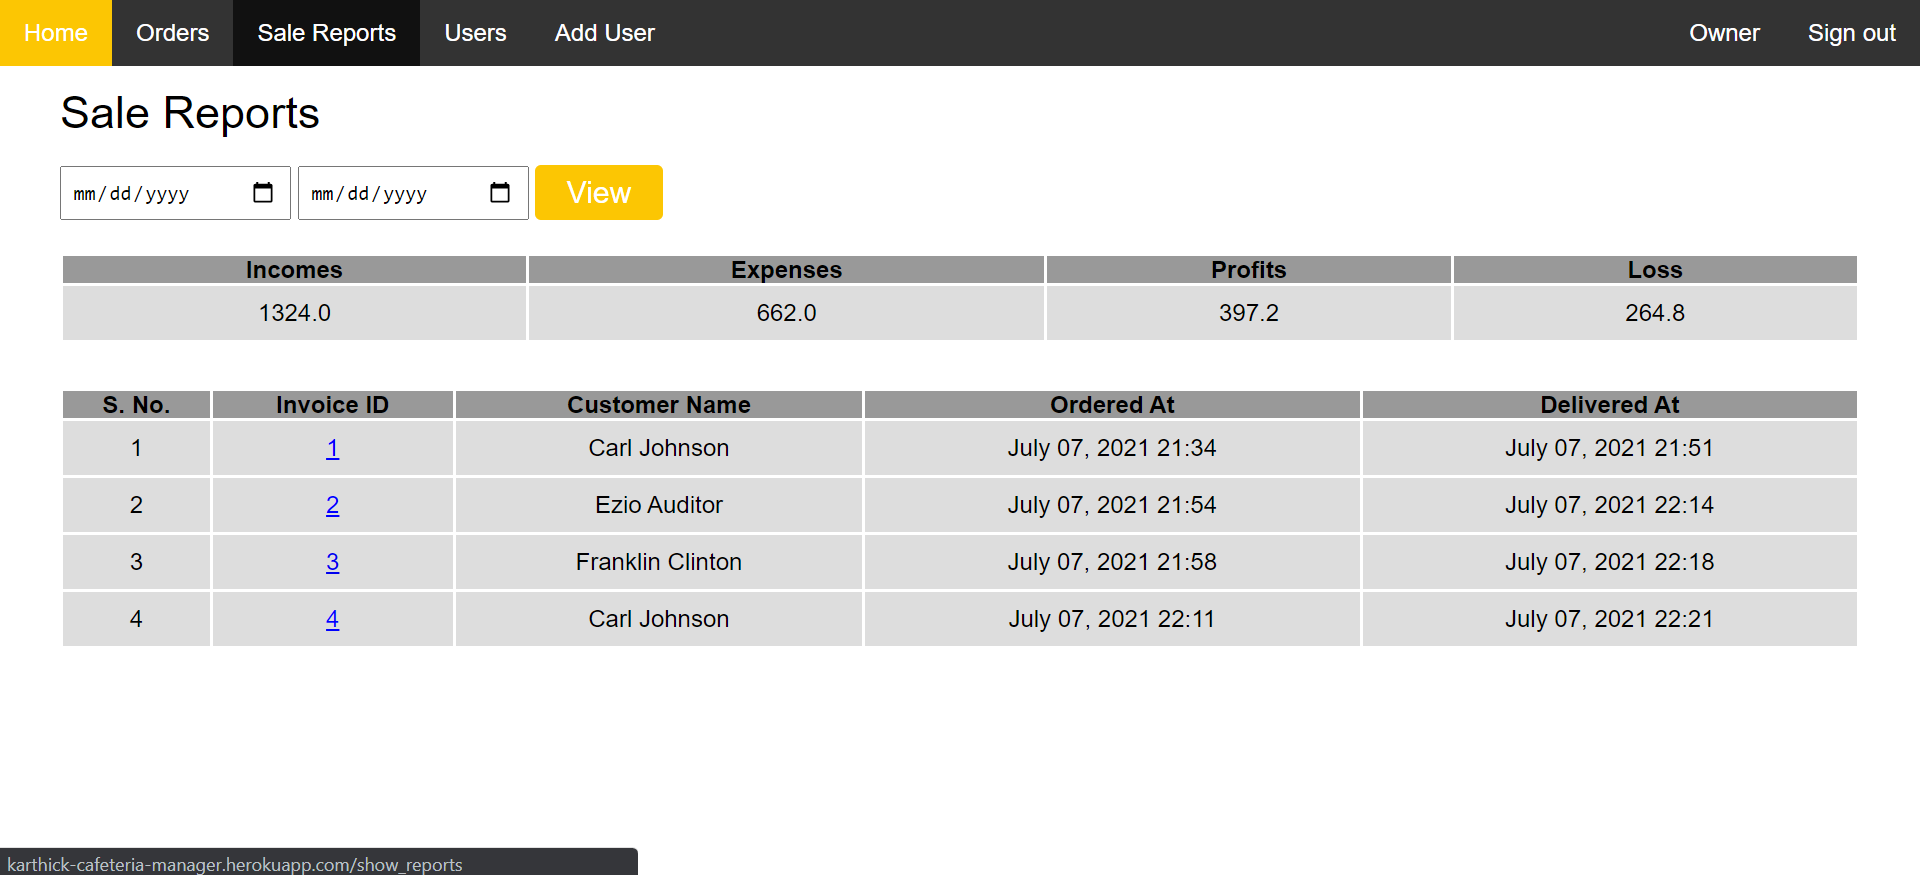 Home Orders Sale Reports Users Add User Owner Sign out
Sale Reports
mm/dd/yyyy mm/dd/yyyy View
Incomes Expenses Profits Loss
1324.0 662.0 397.2 264.8
S. No. Invoice ID Customer Name Ordered At Delivered At
1 1 Carl Johnson July 07, 2021 21:34 July 07, 2021 21:51
2 2 Ezio Auditor July 07, 2021 21:54 July 07, 2021 22:14
3 3 Franklin Clinton July 07, 2021 21:58 July 07, 2021 22:18
4 4 Carl Johnson July 07, 2021 22:11 July 07, 2021 22:21
karthick-cafeteria-manager.herokuapp.com/show_reports